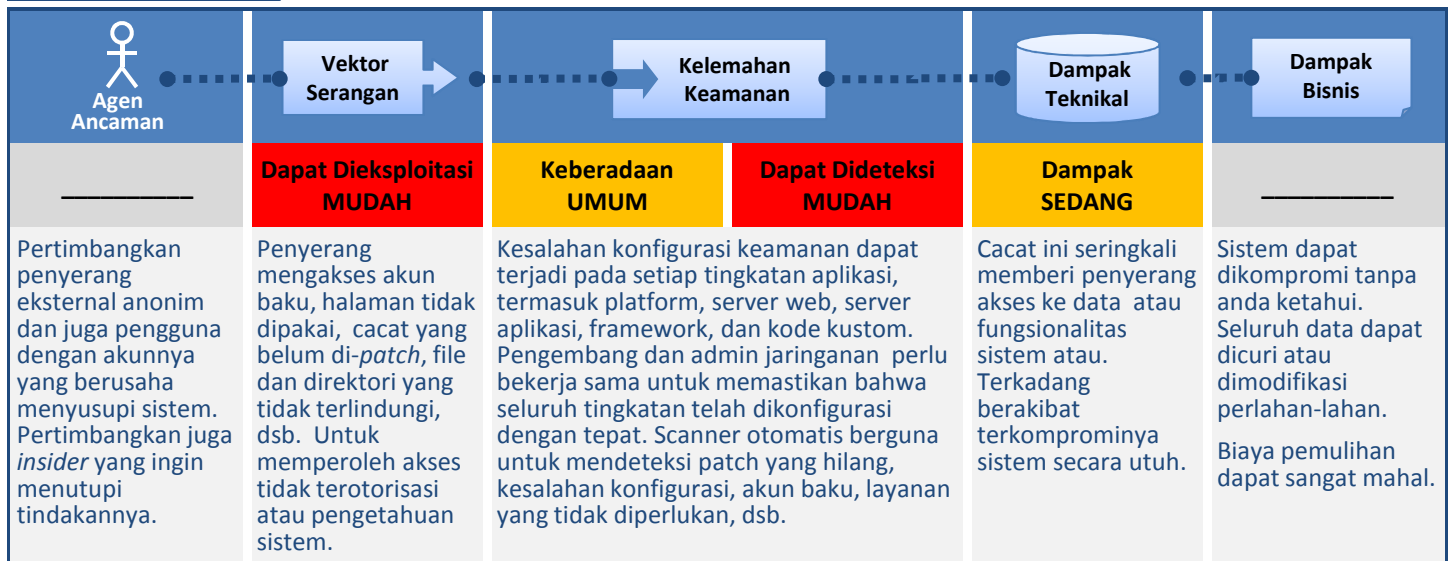 Agen
Ancaman
Vektor
Serangan
Kelemahan
Keamanan
Dampak
Teknikal
Dampak
Bisnis
__________
Dapat Dieksploitasi
MUDAH
Keberadaan
UMUM
Dapat Dideteksi
MUDAH
Dampak
SEDANG
__________
Pertimbangkan
penyerang
eksternal anonim
dan juga pengguna
dengan akunnya
yang berusaha
menyusupi sistem.
Pertimbangkan juga
insider yang ingin
menutupi
tindakannya.
Penyerang
mengakses akun
baku, halaman tidak
dipakai, cacat yang
belum di-patch, file
dan direktori yang
tidak terlindungi,
dsb. Untuk
memperoleh akses
tidak terotorisasi
atau pengetahuan
sistem.
Kesalahan konfigurasi keamanan dapat
terjadi pada setiap tingkatan aplikasi,
termasuk platform, server web, server
aplikasi, framework, dan kode kustom.
Pengembang dan admin jaringanan perlu
bekerja sama untuk memastikan bahwa
seluruh tingkatan telah dikonfigurasi
dengan tepat. Scanner otomatis berguna
untuk mendeteksi patch yang hilang,
kesalahan konfigurasi, akun baku, layanan
yang tidak diperlukan, dsb.
Cacat ini seringkali
memberi penyerang
akses ke data atau
fungsionalitas
sistem atau.
Terkadang
berakibat
terkomprominya
sistem secara utuh.
Sistem dapat
dikompromi tanpa
anda ketahui.
Seluruh data dapat
dicuri atau
dimodifikasi
perlahan-lahan.
Biaya pemulihan
dapat sangat mahal.